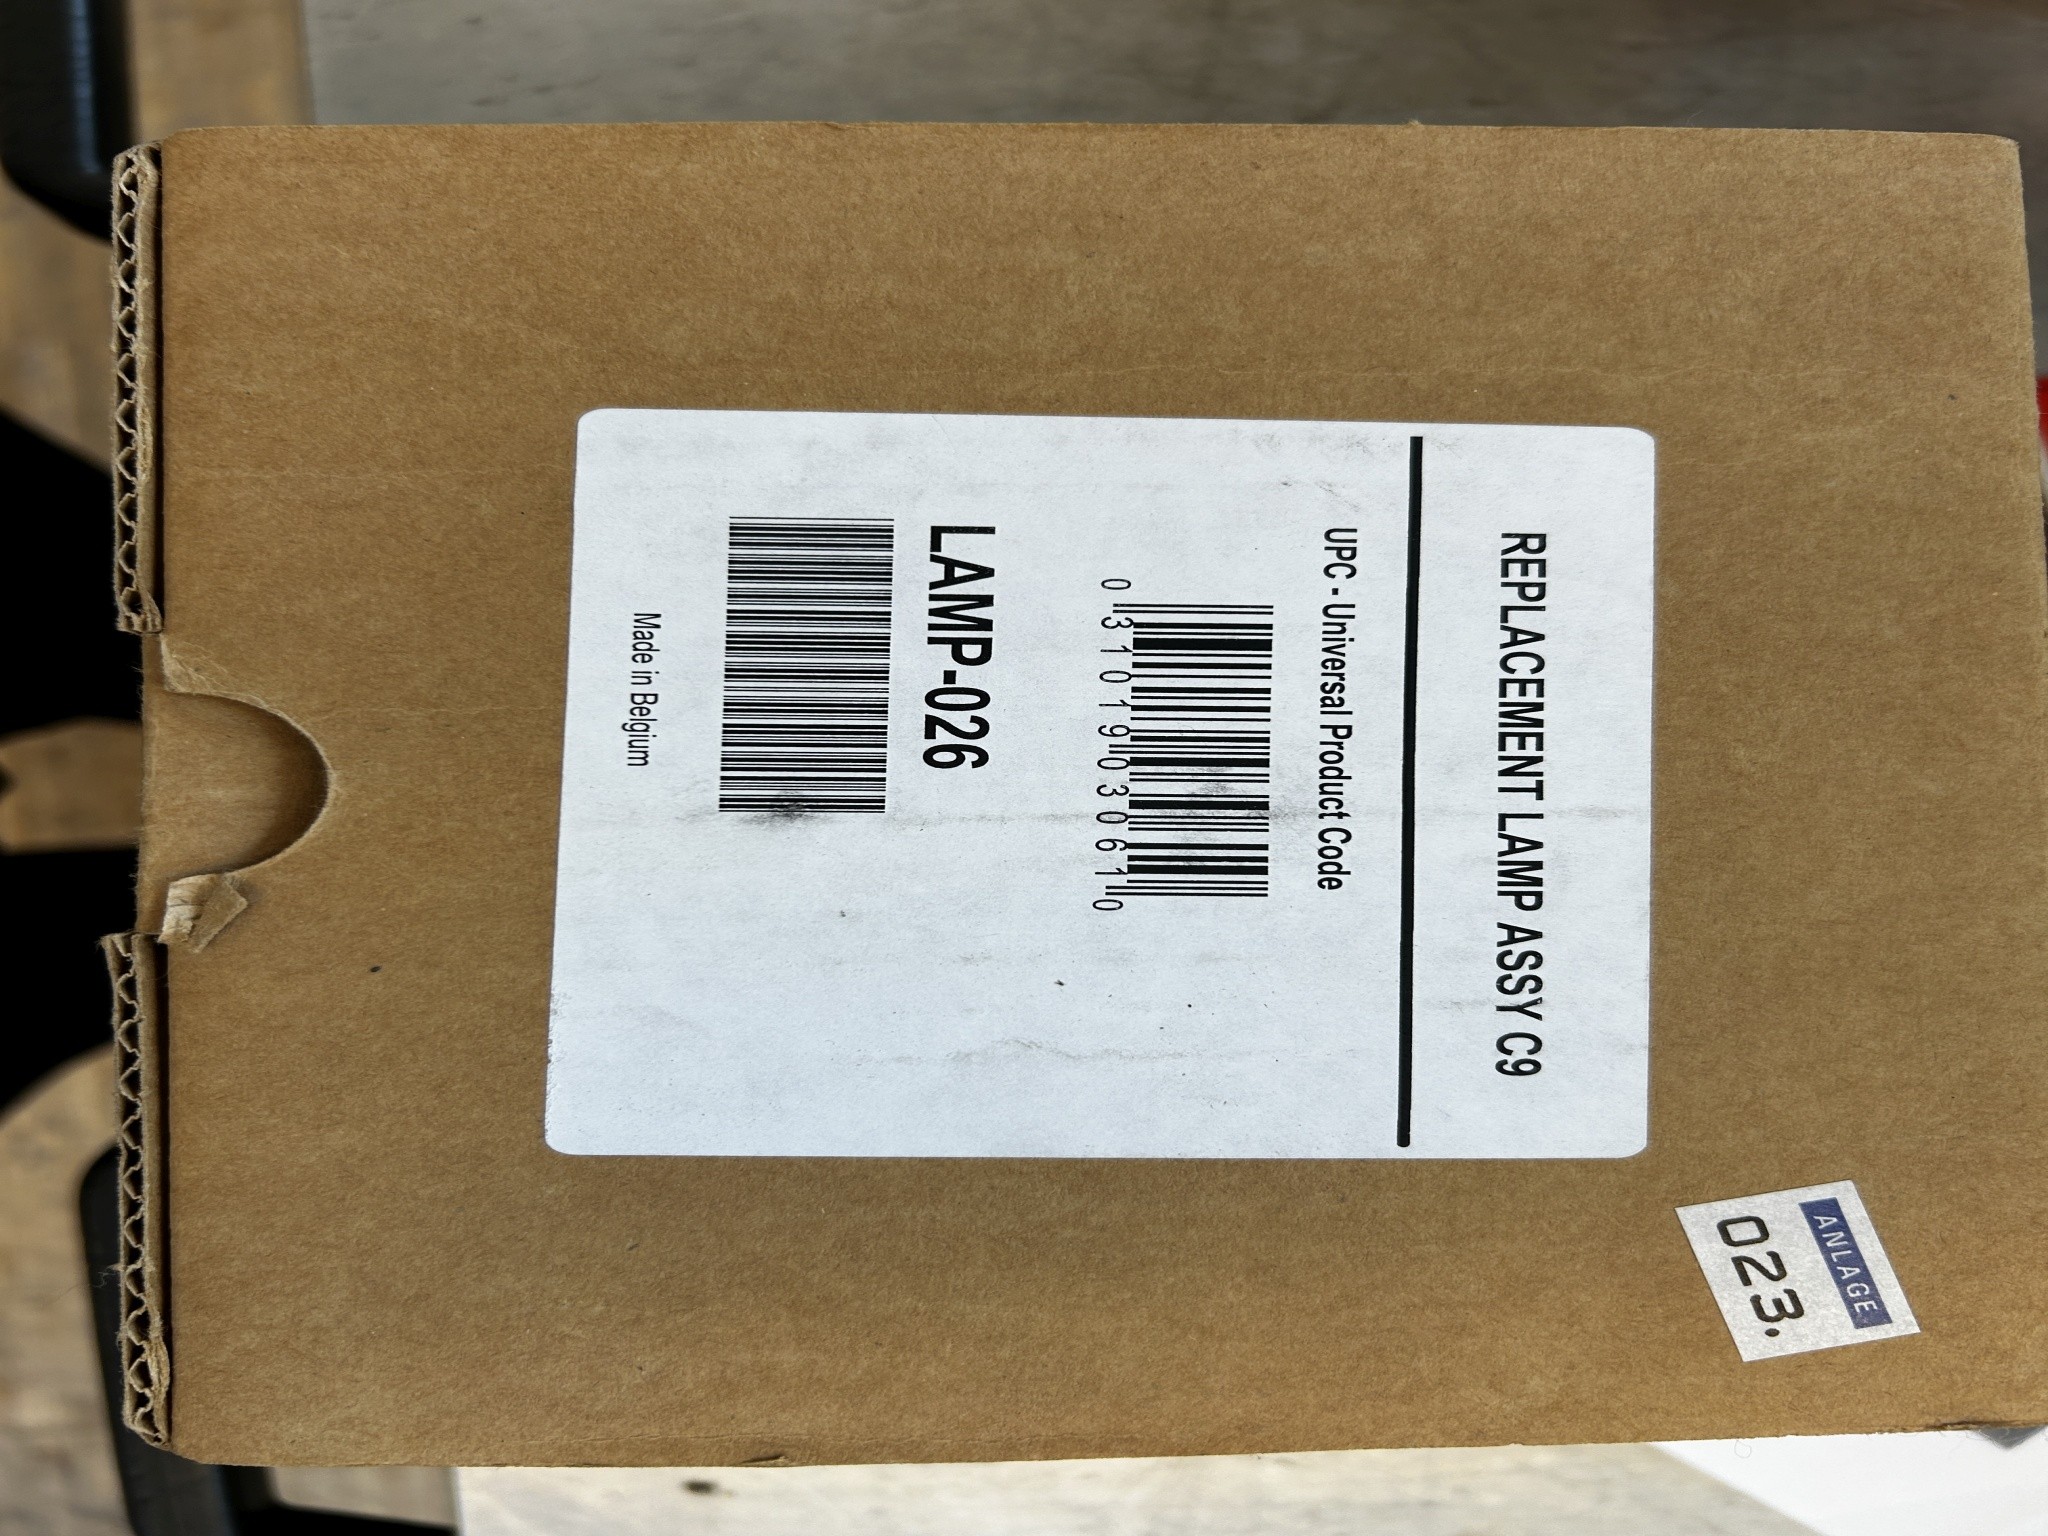 REPLACEMENT LAMP ASSY C9
UPC - Universal Product Code
0 31019 03061 0
LAMP-026
Made in Belgium
ANLAGE
023.